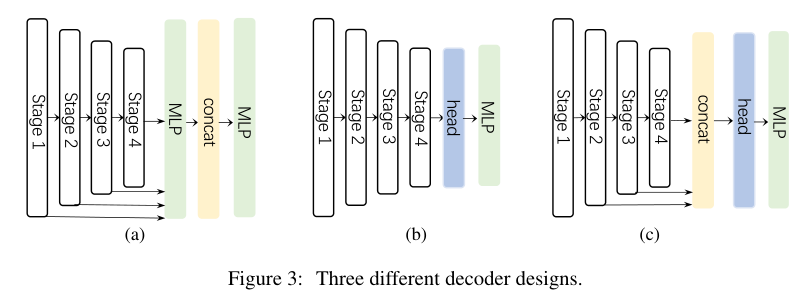 Stage 1
Stage 2
Stage 3
Stage 4
MLP
concat
MLP
(a)
Stage 1
Stage 2
Stage 3
Stage 4
head
MLP
(b)
Stage 1
Stage 2
Stage 3
Stage 4
concat
head
MLP
(c)
Figure 3: Three different decoder designs.